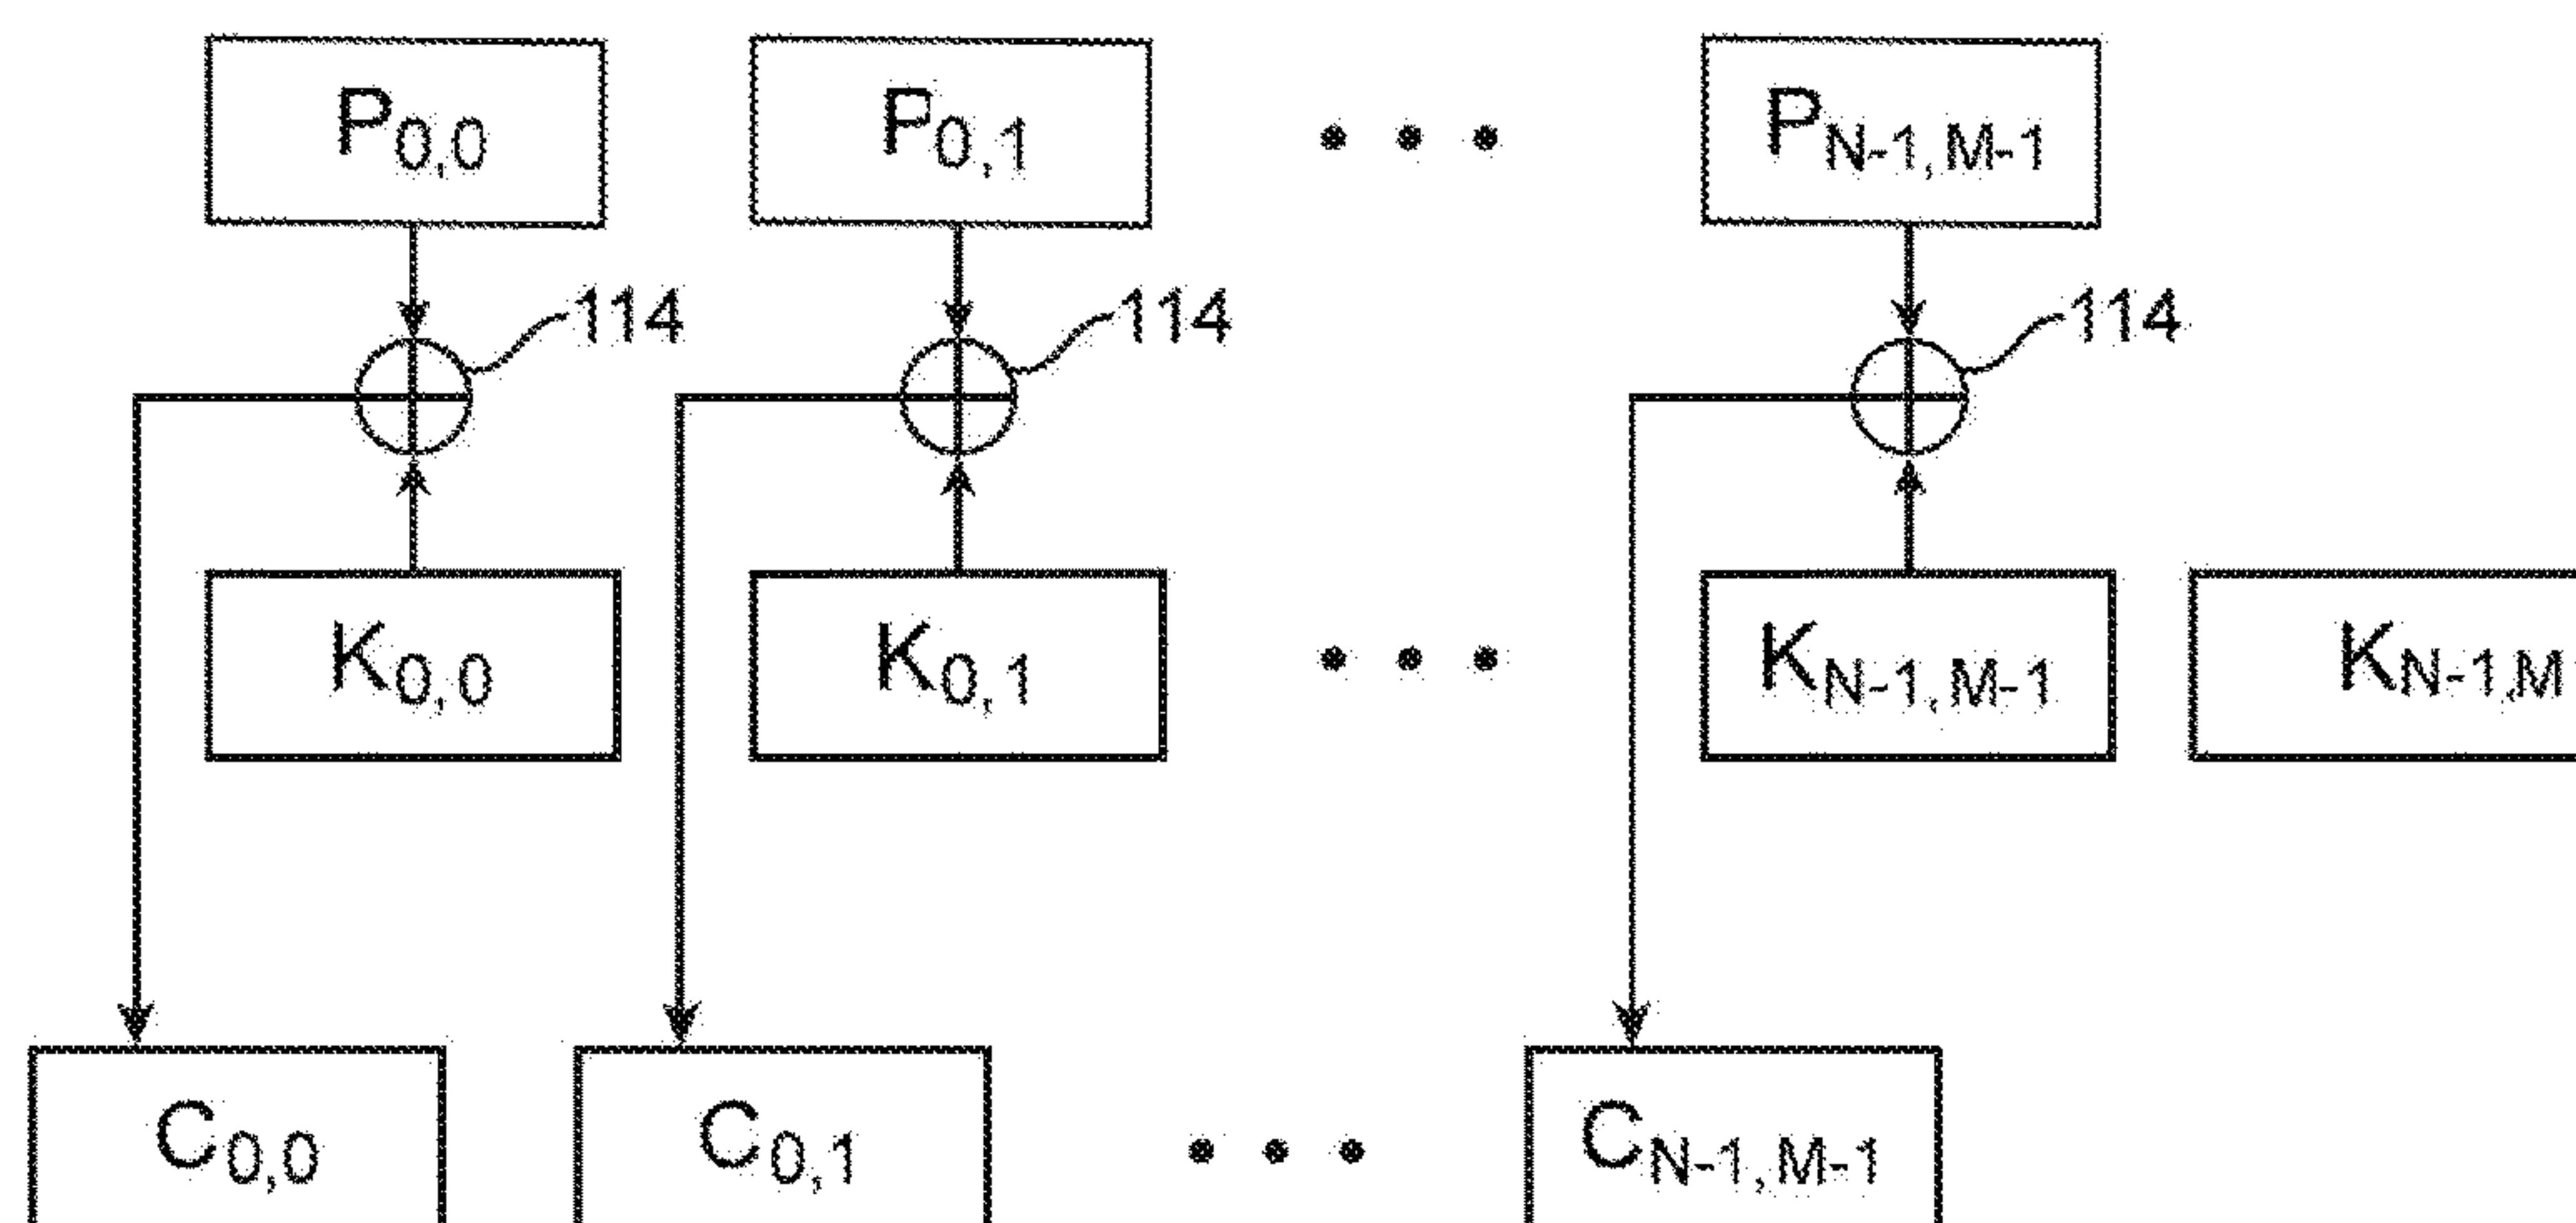 P0,0 P0,1 • • • PN-1,M-1
114 114 114
K0,0 K0,1 • • • KN-1,M-1 KN-1,M
C0,0 C0,1 • • • CN-1,M-1